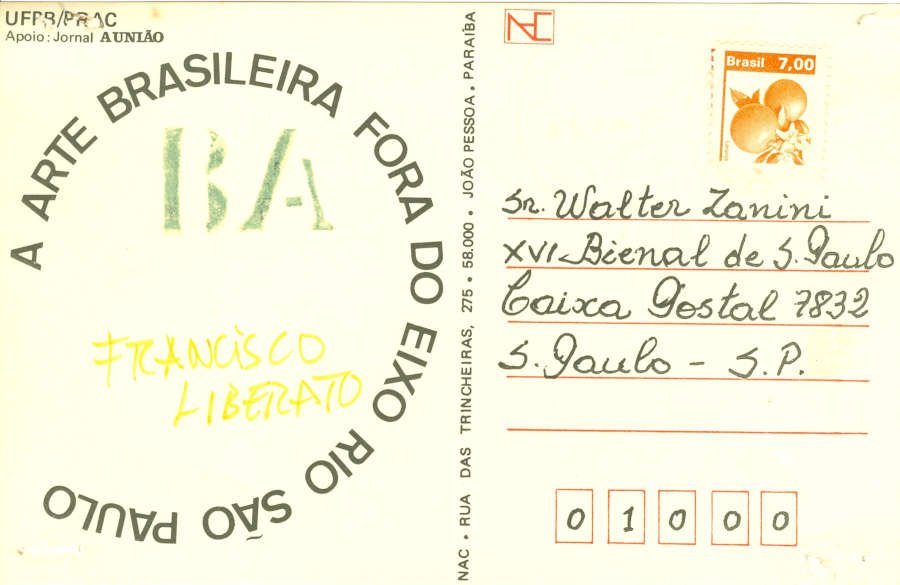 UFPB/PRAC
Apoio: Jornal A UNIÃO
A ARTE BRASILEIRA FORA DO EIXO RIO SÃO PAULO
BA
FRANCISCO
LIBERATO
NAC • RUA DAS TRINCHEIRAS, 275 • 58.000 • JOÃO PESSOA • PARAÍBA
NAC
Brasil 7,00
Sr. Walter Zanini
XVI-Bienal de S. Paulo
Caixa Postal 7832
S. Paulo - S.P.
0 1 0 0 0